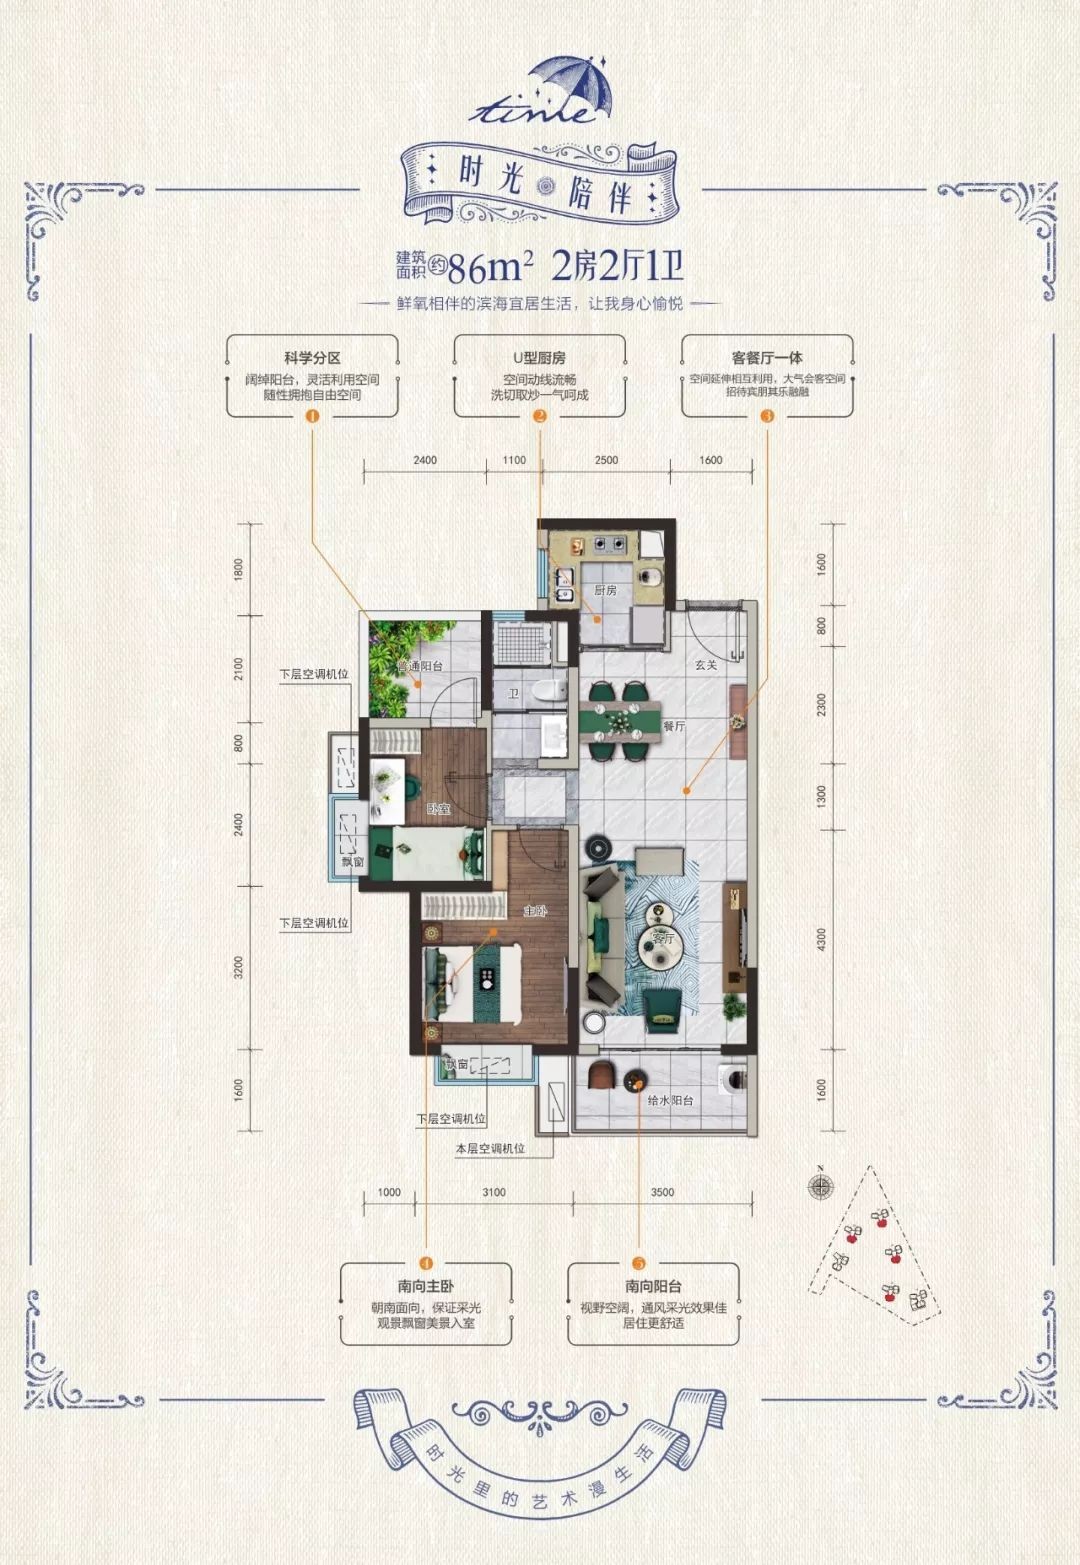 time
时光陪伴
建筑面积约86m² 2房2厅1卫
鲜氧相伴的滨海宜居生活，让我身心愉悦
科学分区
阔绰阳台，灵活利用空间
随性拥抱自由空间
1
U型厨房
空间动线流畅
洗切取炒一气呵成
2
客餐厅一体
空间延伸相互利用，大气会客空间
招待宾朋其乐融融
3
2400 1100 2500 1600
1800
2100
800
2400
3200
1600
1600
800
2300
1300
4300
1600
厨房
玄关
普通阳台
下层空调机位
卫
餐厅
卧室
飘窗
主卧
下层空调机位
客厅
飘窗
给水阳台
下层空调机位
本层空调机位
1000 3100 3500
N
4
南向主卧
朝南面向，保证采光
观景飘窗美景入室
5
南向阳台
视野空阔，通风采光效果佳
居住更舒适
时光里的艺术漫生活